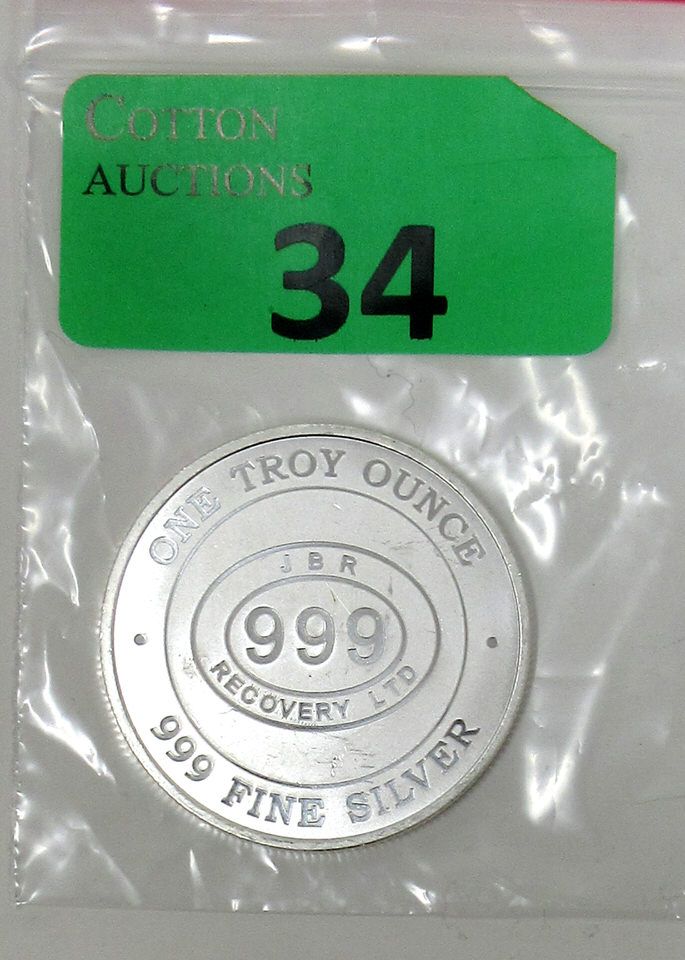 COTTON
AUCTIONS
34
ONE TROY OUNCE
JBR
999
RECOVERY LTD
999 FINE SILVER